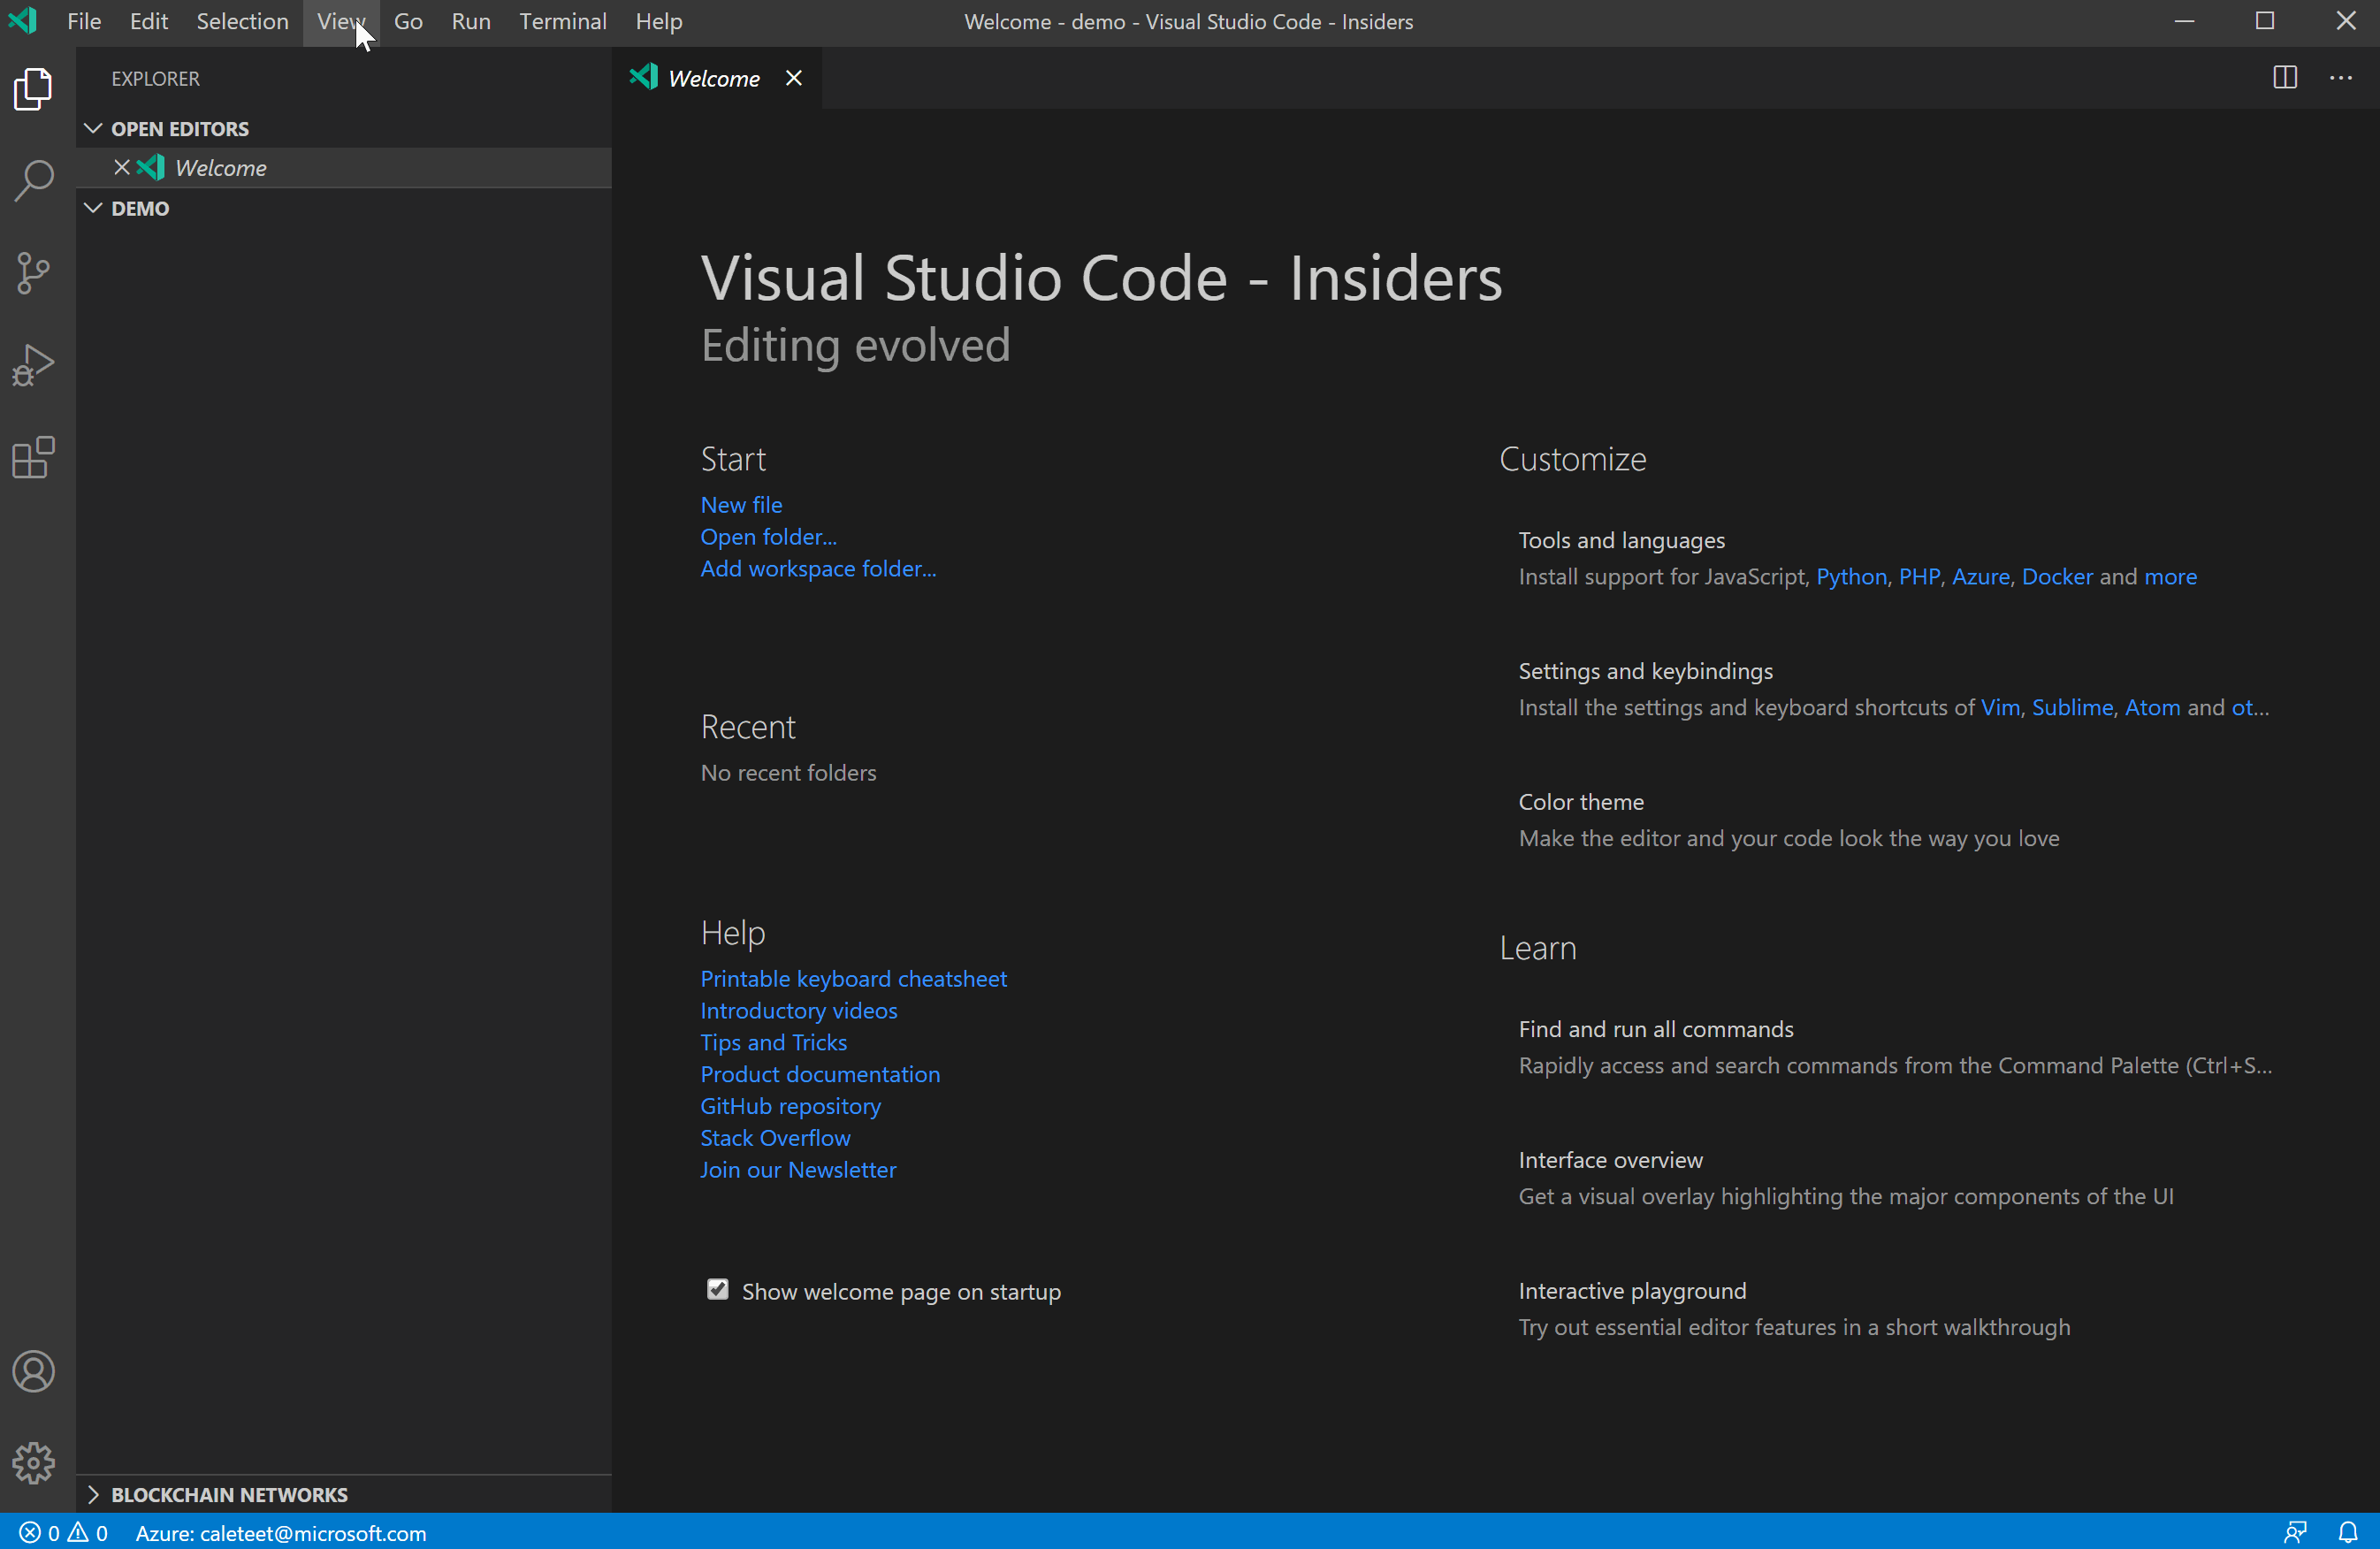 File Edit Selection View Go Run Terminal Help Welcome - demo - Visual Studio Code - Insiders
EXPLORER
OPEN EDITORS
Welcome
DEMO
BLOCKCHAIN NETWORKS
Welcome
Visual Studio Code - Insiders
Editing evolved
Start
New file
Open folder...
Add workspace folder...
Recent
No recent folders
Help
Printable keyboard cheatsheet
Introductory videos
Tips and Tricks
Product documentation
GitHub repository
Stack Overflow
Join our Newsletter
Show welcome page on startup
Customize
Tools and languages
Install support for JavaScript, Python, PHP, Azure, Docker and more
Settings and keybindings
Install the settings and keyboard shortcuts of Vim, Sublime, Atom and ot...
Color theme
Make the editor and your code look the way you love
Learn
Find and run all commands
Rapidly access and search commands from the Command Palette (Ctrl+S...
Interface overview
Get a visual overlay highlighting the major components of the UI
Interactive playground
Try out essential editor features in a short walkthrough
0 0 Azure: caleteet@microsoft.com